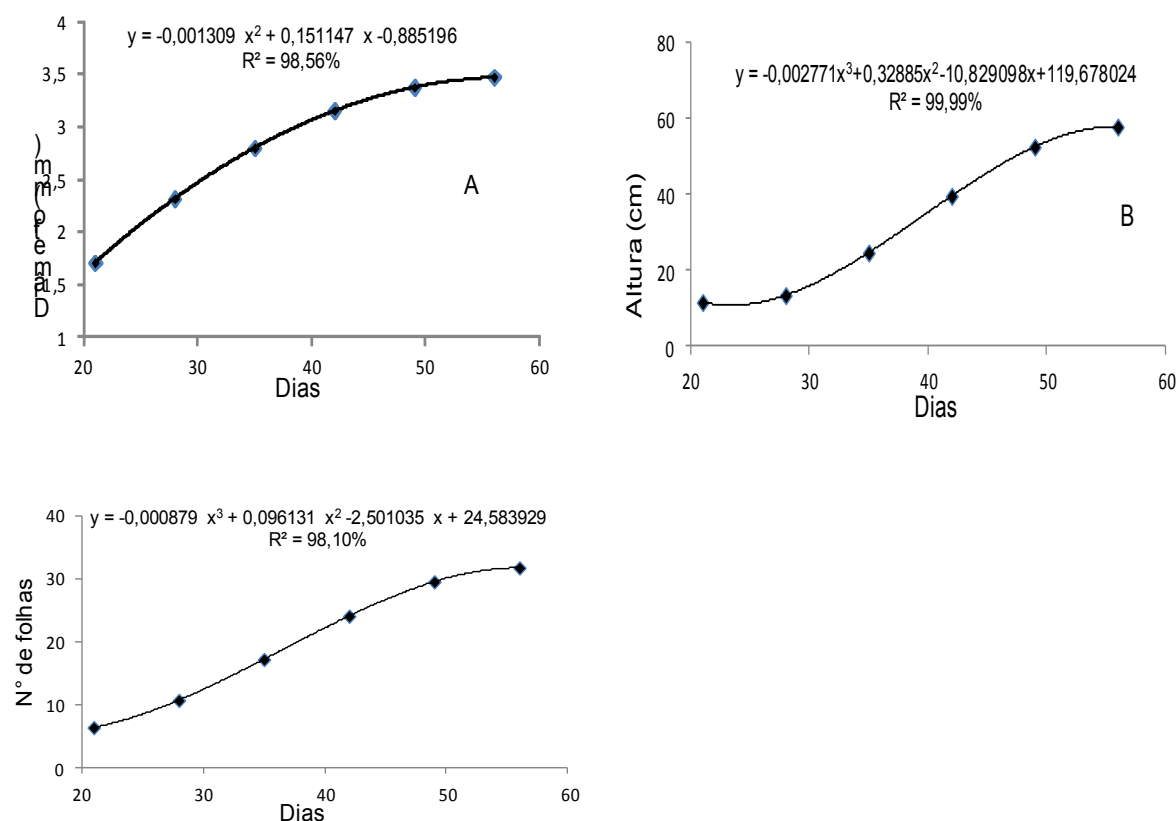 y = -0,001309 x² + 0,151147 x -0,885196
R² = 98,56%
4
3,5
3
2,5
2
1,5
1
Diâmetro (mm)
A
20 30 40 50 60
Dias
y = -0,002771x³+0,32885x²-10,829098x+119,678024
R² = 99,99%
80
60
40
20
0
Altura (cm)
B
20 30 40 50 60
Dias
y = -0,000879 x³ + 0,096131 x² -2,501035 x + 24,583929
R² = 98,10%
40
30
20
10
0
N° de folhas
20 30 40 50 60
Dias